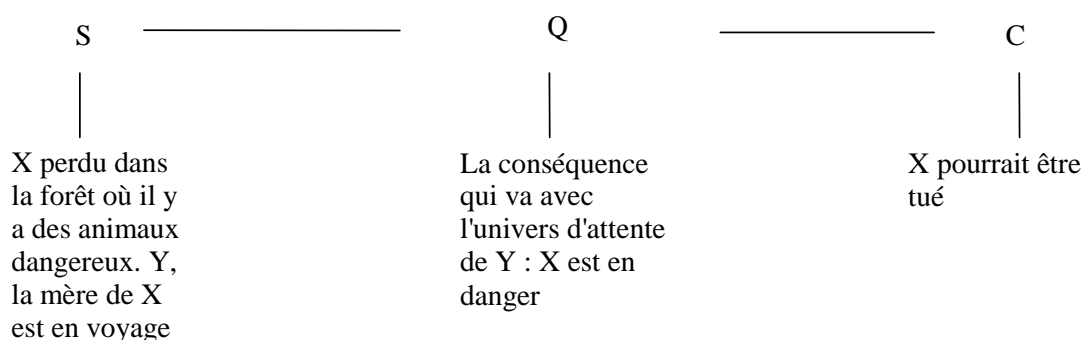 S
Q
C
X perdu dans
la forêt où il y
a des animaux
dangereux. Y,
la mère de X
est en voyage
La conséquence
qui va avec
l'univers d'attente
de Y : X est en
danger
X pourrait être
tué